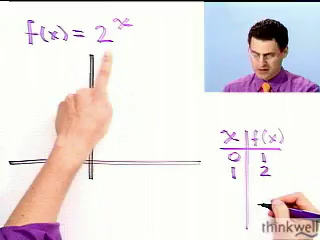 f(x) = 2^x
x f(x)
0 1
1 2
thinkwell